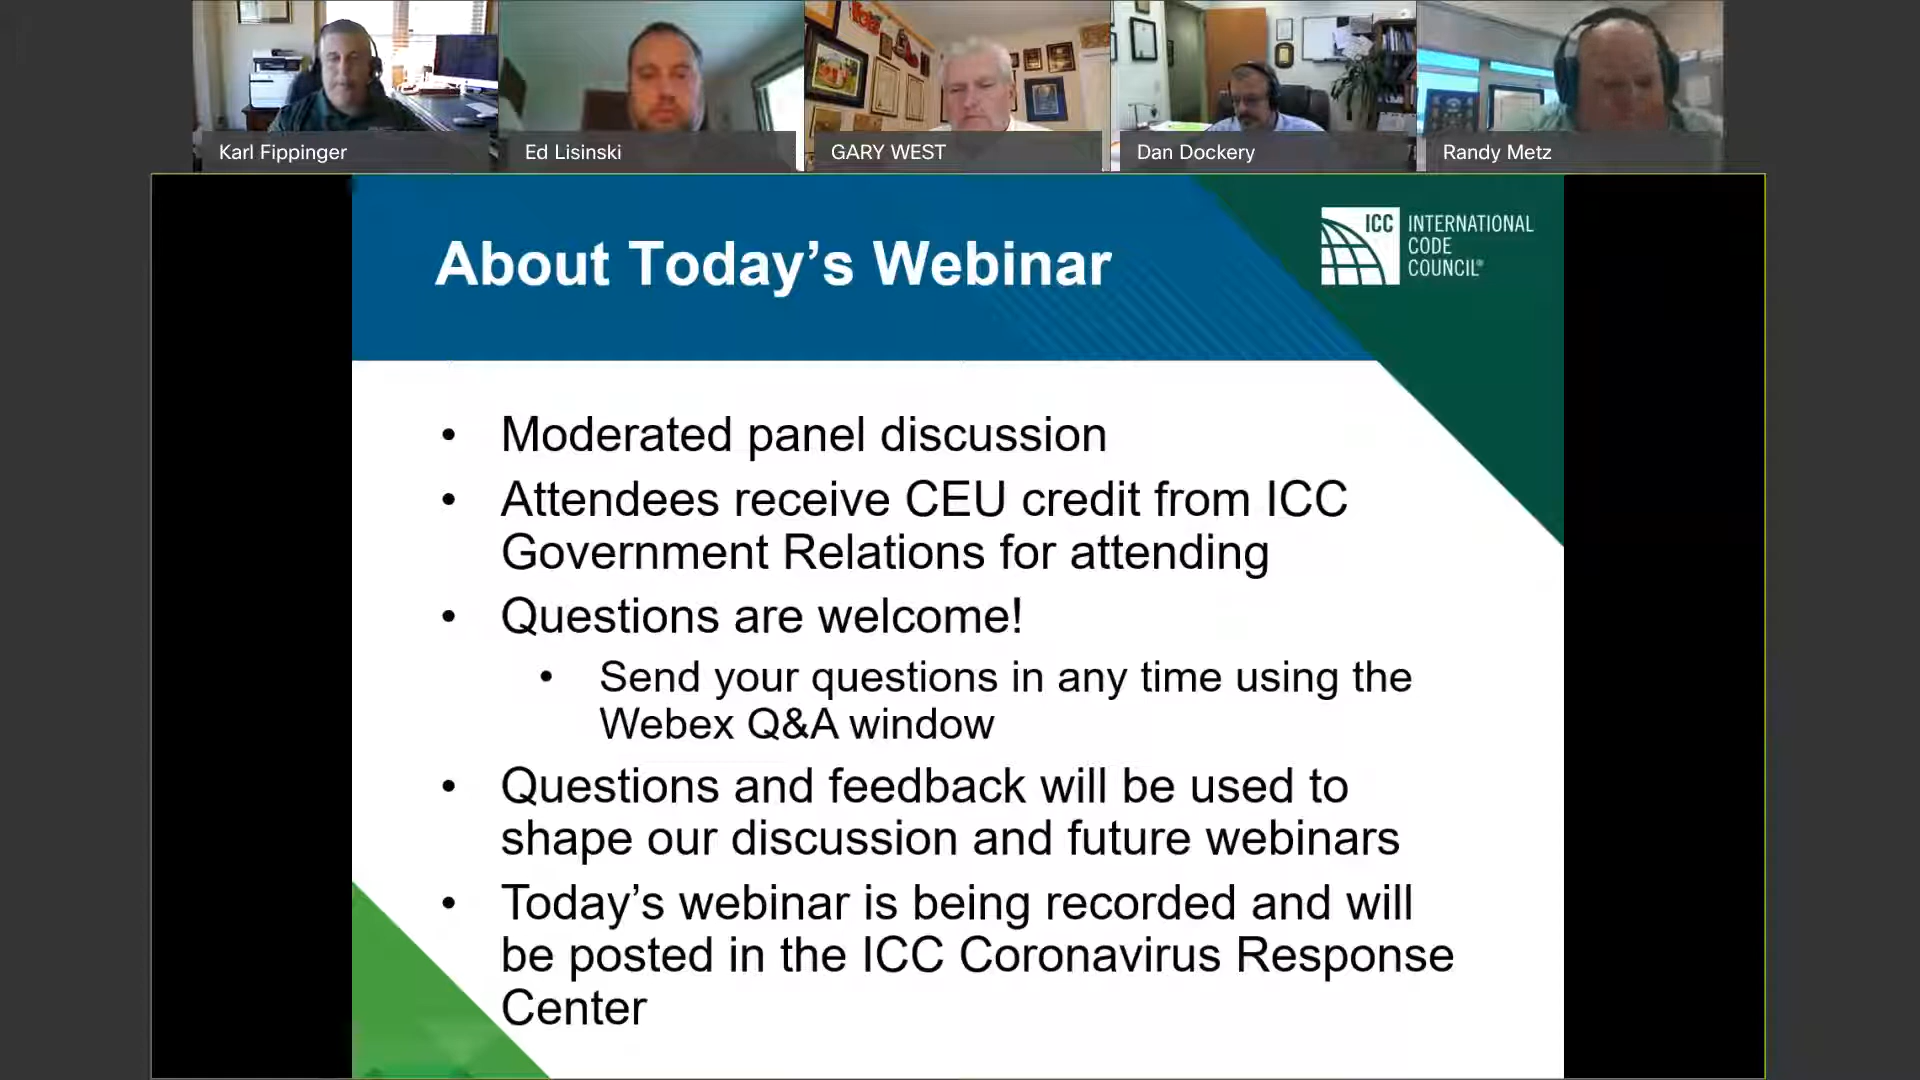 Karl Fippinger
Ed Lisinski
GARY WEST
Dan Dockery
Randy Metz
About Today’s Webinar
ICC INTERNATIONAL
CODE
COUNCIL®
• Moderated panel discussion
• Attendees receive CEU credit from ICC
Government Relations for attending
• Questions are welcome!
• Send your questions in any time using the
Webex Q&A window
• Questions and feedback will be used to
shape our discussion and future webinars
• Today’s webinar is being recorded and will
be posted in the ICC Coronavirus Response
Center